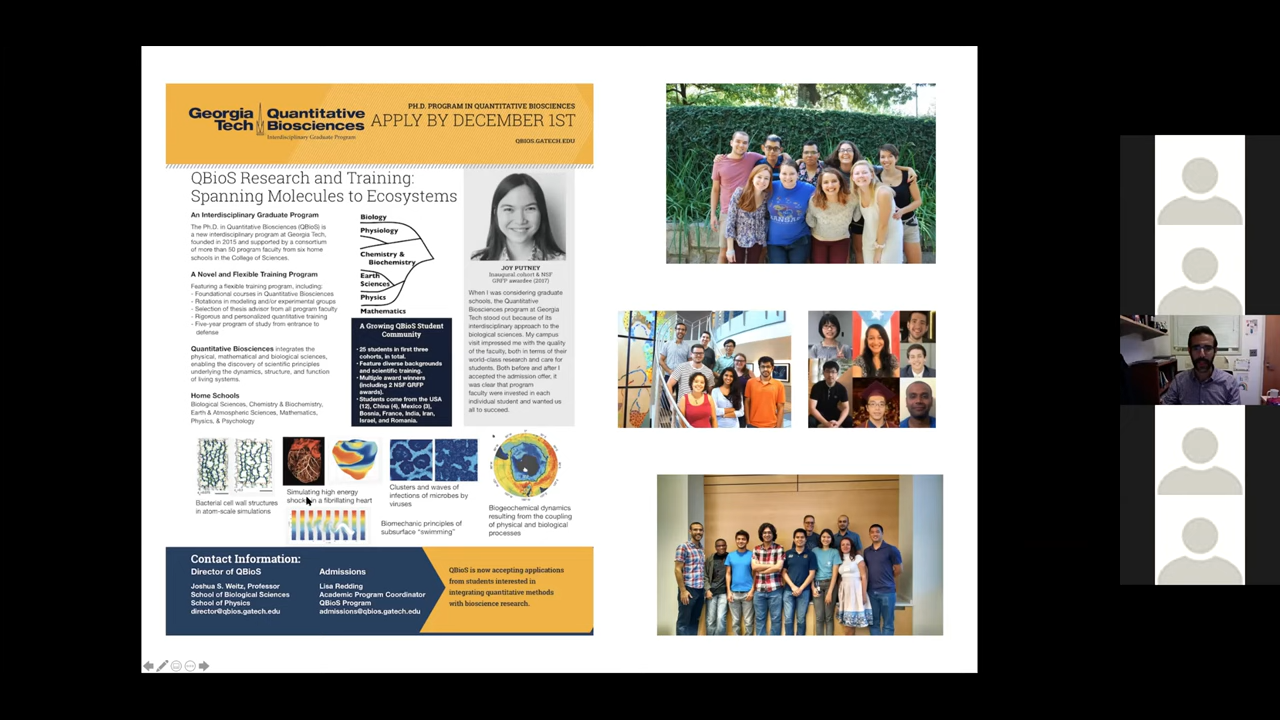 Georgia Tech
Quantitative Biosciences
Interdisciplinary Graduate Program
PH.D. PROGRAM IN QUANTITATIVE BIOSCIENCES
APPLY BY DECEMBER 1ST
QBIOS.GATECH.EDU
QBioS Research and Training:
Spanning Molecules to Ecosystems
An Interdisciplinary Graduate Program
The Ph.D. in Quantitative Biosciences (QBioS) is
a new interdisciplinary program at Georgia Tech,
founded in 2015 and supported by a consortium
of more than 50 program faculty from six home
schools in the College of Sciences.
A Novel and Flexible Training Program
Featuring a flexible training program, including:
- Foundational courses in Quantitative Biosciences
- Rotations in modeling and/or experimental groups
- Selection of thesis advisor from all program faculty
- Rigorous and personalized quantitative training
- Five-year program of study from entrance to
defense
Quantitative Biosciences integrates the
physical, mathematical and biological sciences,
enabling the discovery of scientific principles
underlying the dynamics, structure, and function
of living systems.
Home Schools
Biological Sciences, Chemistry & Biochemistry,
Earth & Atmospheric Sciences, Mathematics,
Physics, & Psychology
Biology
Physiology
Chemistry &
Biochemistry
Earth
Sciences
Physics
Mathematics
A Growing QBioS Student
Community
• 25 students in first three
cohorts, in total.
• Feature diverse backgrounds
and scientific training.
• Multiple award winners
(including 2 NSF GRFP
awards).
• Students come from the USA
(12), China (4), Mexico (3),
Bosnia, France, India, Iran,
Israel, and Romania.
JOY PUTNEY
Inaugural cohort & NSF
GRFP awardee (2017)
When I was considering graduate
schools, the Quantitative
Biosciences program at Georgia
Tech stood out because of its
interdisciplinary approach to the
biological sciences. My campus
visit impressed me with the quality
of the faculty, both in terms of their
world-class research and care for
students. Both before and after I
accepted the admission offer, it
was clear that program
faculty were invested in each
individual student and wanted us
all to succeed.
Bacterial cell wall structures
in atom-scale simulations
Simulating high energy
shocks in a fibrillating heart
Clusters and waves of
infections of microbes by
viruses
Biomechanic principles of
subsurface "swimming"
Biogeochemical dynamics
resulting from the coupling
of physical and biological
processes
Contact Information:
Director of QBioS
Joshua S. Weitz, Professor
School of Biological Sciences
School of Physics
director@qbios.gatech.edu
Admissions
Lisa Redding
Academic Program Coordinator
QBioS Program
admissions@qbios.gatech.edu
QBioS is now accepting applications
from students interested in
integrating quantitative methods
with bioscience research.